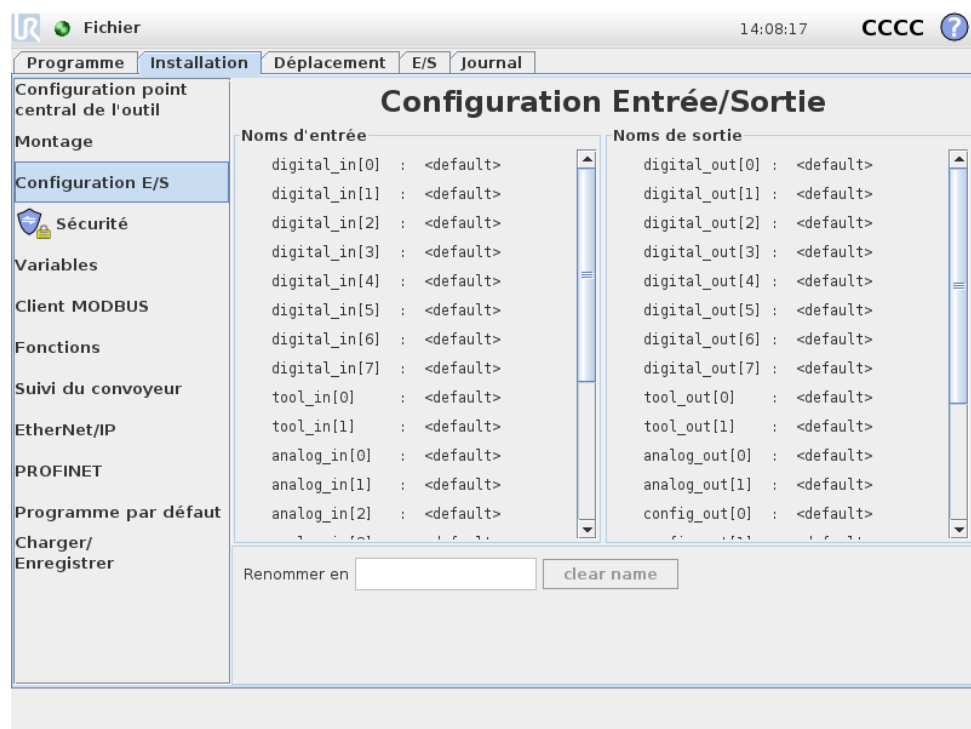 UR Fichier 14:08:17 CCCC ?
Programme Installation Déplacement E/S Journal
Configuration point
central de l'outil
Montage
Configuration E/S
Sécurité
Variables
Client MODBUS
Fonctions
Suivi du convoyeur
EtherNet/IP
PROFINET
Programme par défaut
Charger/
Enregistrer
Configuration Entrée/Sortie
Noms d'entrée
digital_in[0] : <default>
digital_in[1] : <default>
digital_in[2] : <default>
digital_in[3] : <default>
digital_in[4] : <default>
digital_in[5] : <default>
digital_in[6] : <default>
digital_in[7] : <default>
tool_in[0] : <default>
tool_in[1] : <default>
analog_in[0] : <default>
analog_in[1] : <default>
analog_in[2] : <default>
Noms de sortie
digital_out[0] : <default>
digital_out[1] : <default>
digital_out[2] : <default>
digital_out[3] : <default>
digital_out[4] : <default>
digital_out[5] : <default>
digital_out[6] : <default>
digital_out[7] : <default>
tool_out[0] : <default>
tool_out[1] : <default>
analog_out[0] : <default>
analog_out[1] : <default>
config_out[0] : <default>
Renommer en
clear name